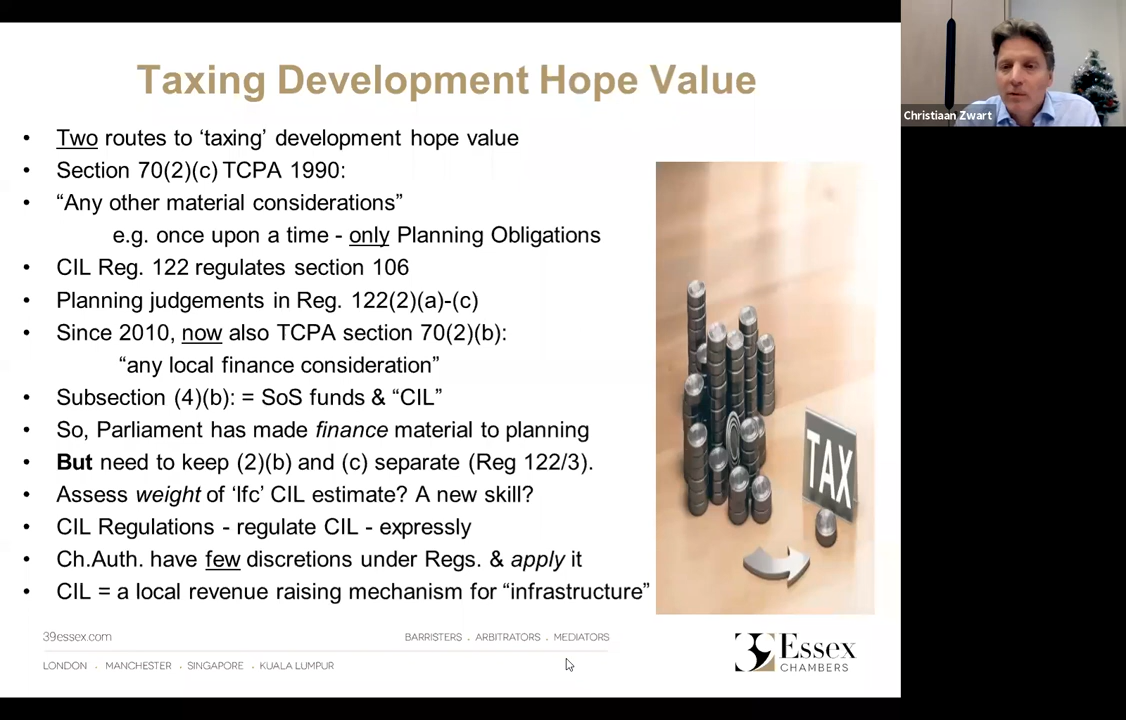 Taxing Development Hope Value
Christiaan Zwart
• Two routes to ‘taxing’ development hope value
• Section 70(2)(c) TCPA 1990:
• “Any other material considerations”
e.g. once upon a time - only Planning Obligations
• CIL Reg. 122 regulates section 106
• Planning judgements in Reg. 122(2)(a)-(c)
• Since 2010, now also TCPA section 70(2)(b):
“any local finance consideration”
• Subsection (4)(b): = SoS funds & “CIL”
• So, Parliament has made finance material to planning
• But need to keep (2)(b) and (c) separate (Reg 122/3).
• Assess weight of ‘lfc’ CIL estimate? A new skill?
• CIL Regulations - regulate CIL - expressly
• Ch.Auth. have few discretions under Regs. & apply it
• CIL = a local revenue raising mechanism for “infrastructure”
TAX
39essex.com
BARRISTERS . ARBITRATORS . MEDIATORS
LONDON . MANCHESTER . SINGAPORE . KUALA LUMPUR
39 Essex
CHAMBERS